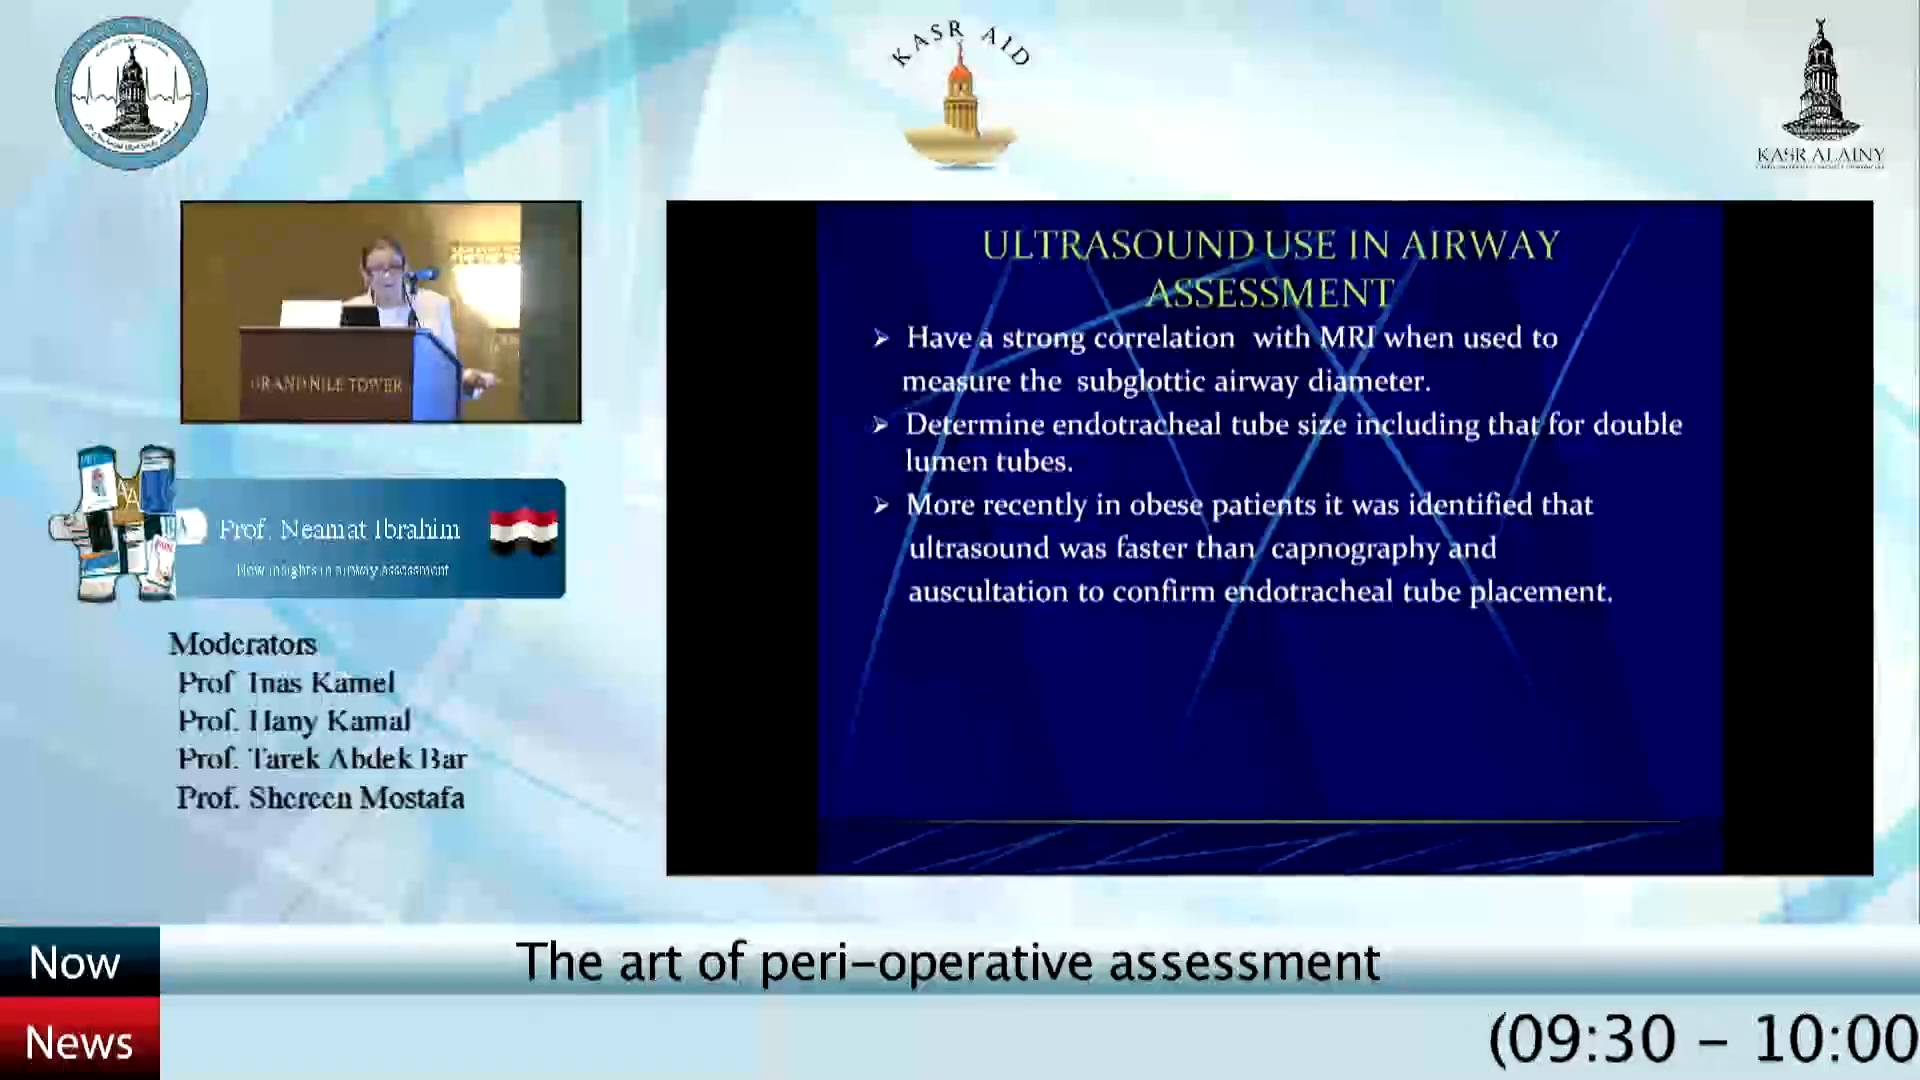 KASR AID
KASR ALAINY
ULTRASOUND USE IN AIRWAY
ASSESSMENT
➢ Have a strong correlation with MRI when used to
measure the subglottic airway diameter.
➢ Determine endotracheal tube size including that for double
lumen tubes.
➢ More recently in obese patients it was identified that
ultrasound was faster than capnography and
auscultation to confirm endotracheal tube placement.
GRAND NILE TOWER
Prof. Neamat Ibrahim
New insights in airway assessment
Moderators
Prof Inas Kamel
Prof. Hany Kamal
Prof. Tarek Abdek Bar
Prof. Shereen Mostafa
Now
The art of peri-operative assessment
News
(09:30 - 10:00